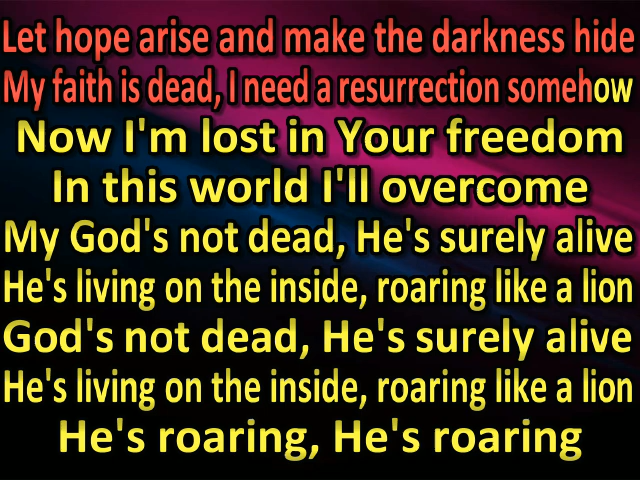 Let hope arise and make the darkness hide
My faith is dead, I need a resurrection somehow
Now I'm lost in Your freedom
In this world I'll overcome
My God's not dead, He's surely alive
He's living on the inside, roaring like a lion
God's not dead, He's surely alive
He's living on the inside, roaring like a lion
He's roaring, He's roaring